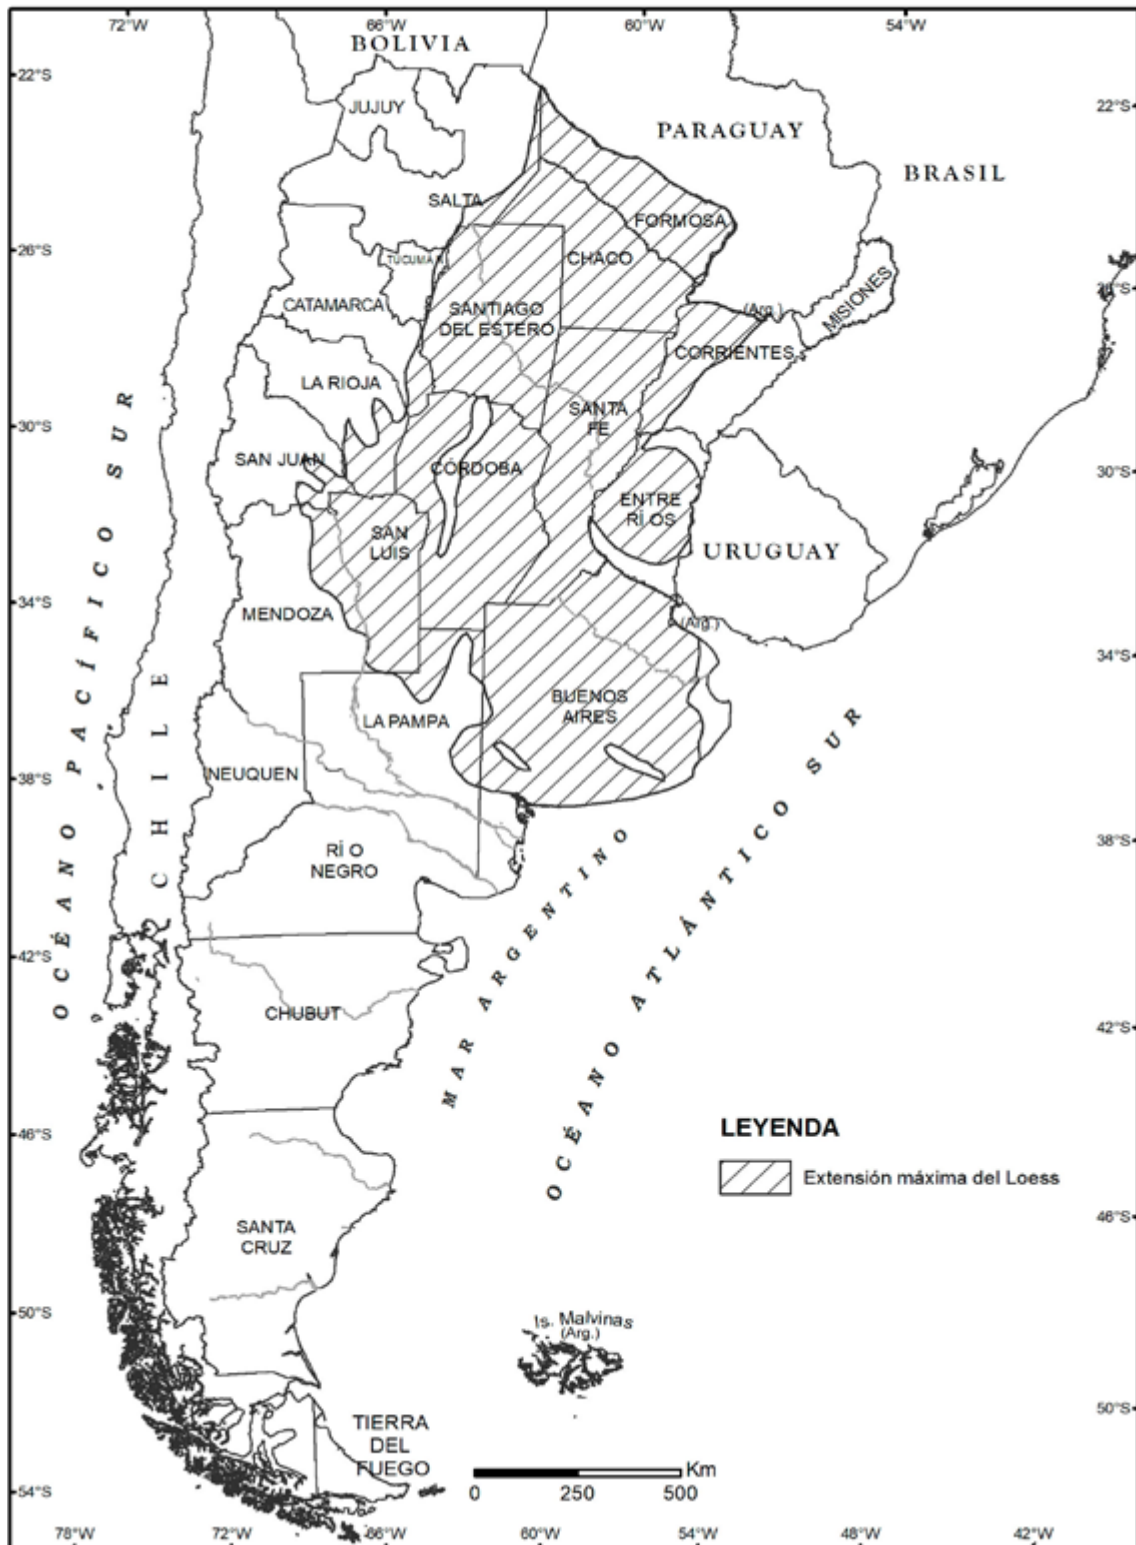 72°W 66°W 60°W 54°W
BOLIVIA
22°S
JUJUY
22°S
PARAGUAY
BRASIL
SALTA
FORMOSA
26°S
CHACO
TUCUMAN
26°S
MISIONES
CATAMARCA
SANTIAGO
DEL ESTERO
(Arg.)
CORRIENTES
LA RIOJA
SANTA
FE
30°S
SAN JUAN
CÓRDOBA
30°S
ENTRE
RÍ OS
SAN
LUIS
URUGUAY
34°S
MENDOZA
(Arg.)
34°S
BUENOS
AIRES
LA PAMPA
OCÉANO PACÍFICO SUR
CHILE
38°S
NEUQUEN
38°S
RÍ O
NEGRO
MAR ARGENTINO
OCÉANO ATLÁNTICO SUR
42°S
CHUBUT
42°S
46°S
LEYENDA
Extensión máxima del Loess
46°S
SANTA
CRUZ
50°S
Is. Malvinas
(Arg.)
50°S
TIERRA
DEL
FUEGO
Km
0 250 500
54°S
78°W 72°W 66°W 60°W 54°W 48°W 42°W